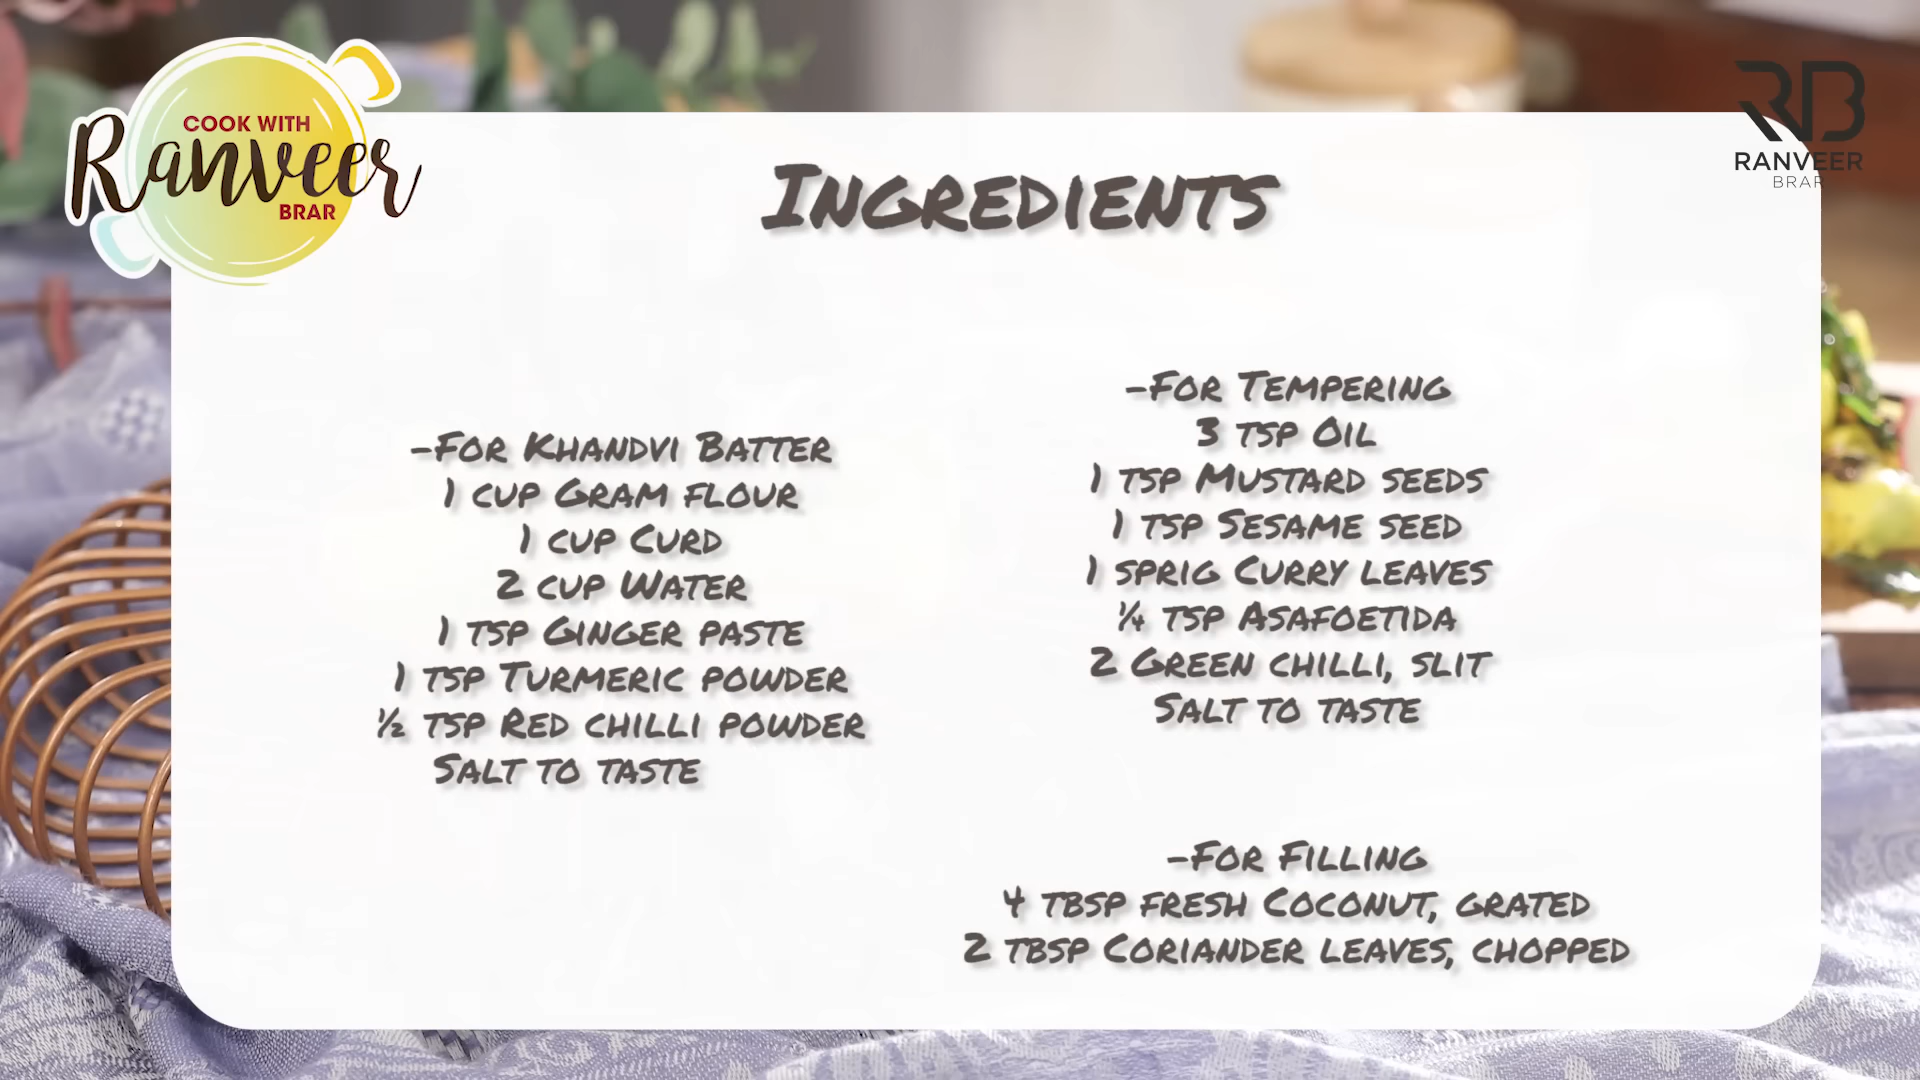 COOK WITH
Ranveer
BRAR
RB
RANVEER
BRAR
INGREDIENTS
-FOR KHANDVI BATTER
1 CUP GRAM FLOUR
1 CUP CURD
2 CUP WATER
1 TSP GINGER PASTE
1 TSP TURMERIC POWDER
½ TSP RED CHILLI POWDER
SALT TO TASTE
-FOR TEMPERING
3 TSP OIL
1 TSP MUSTARD SEEDS
1 TSP SESAME SEED
1 SPRIG CURRY LEAVES
¼ TSP ASAFOETIDA
2 GREEN CHILLI, SLIT
SALT TO TASTE
-FOR FILLING
4 TBSP FRESH COCONUT, GRATED
2 TBSP CORIANDER LEAVES, CHOPPED